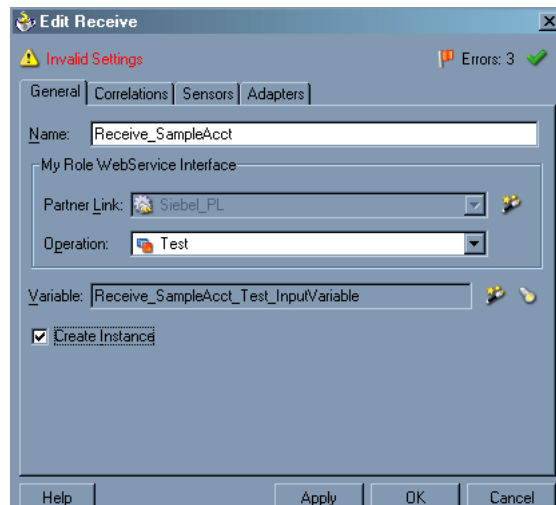 Edit Receive
Invalid Settings
Errors: 3
General Correlations Sensors Adapters
Name: Receive_SampleAcct
My Role WebService Interface
Partner Link: Siebel_PL
Operation: Test
Variable: Receive_SampleAcct_Test_InputVariable
Create Instance
Help Apply OK Cancel